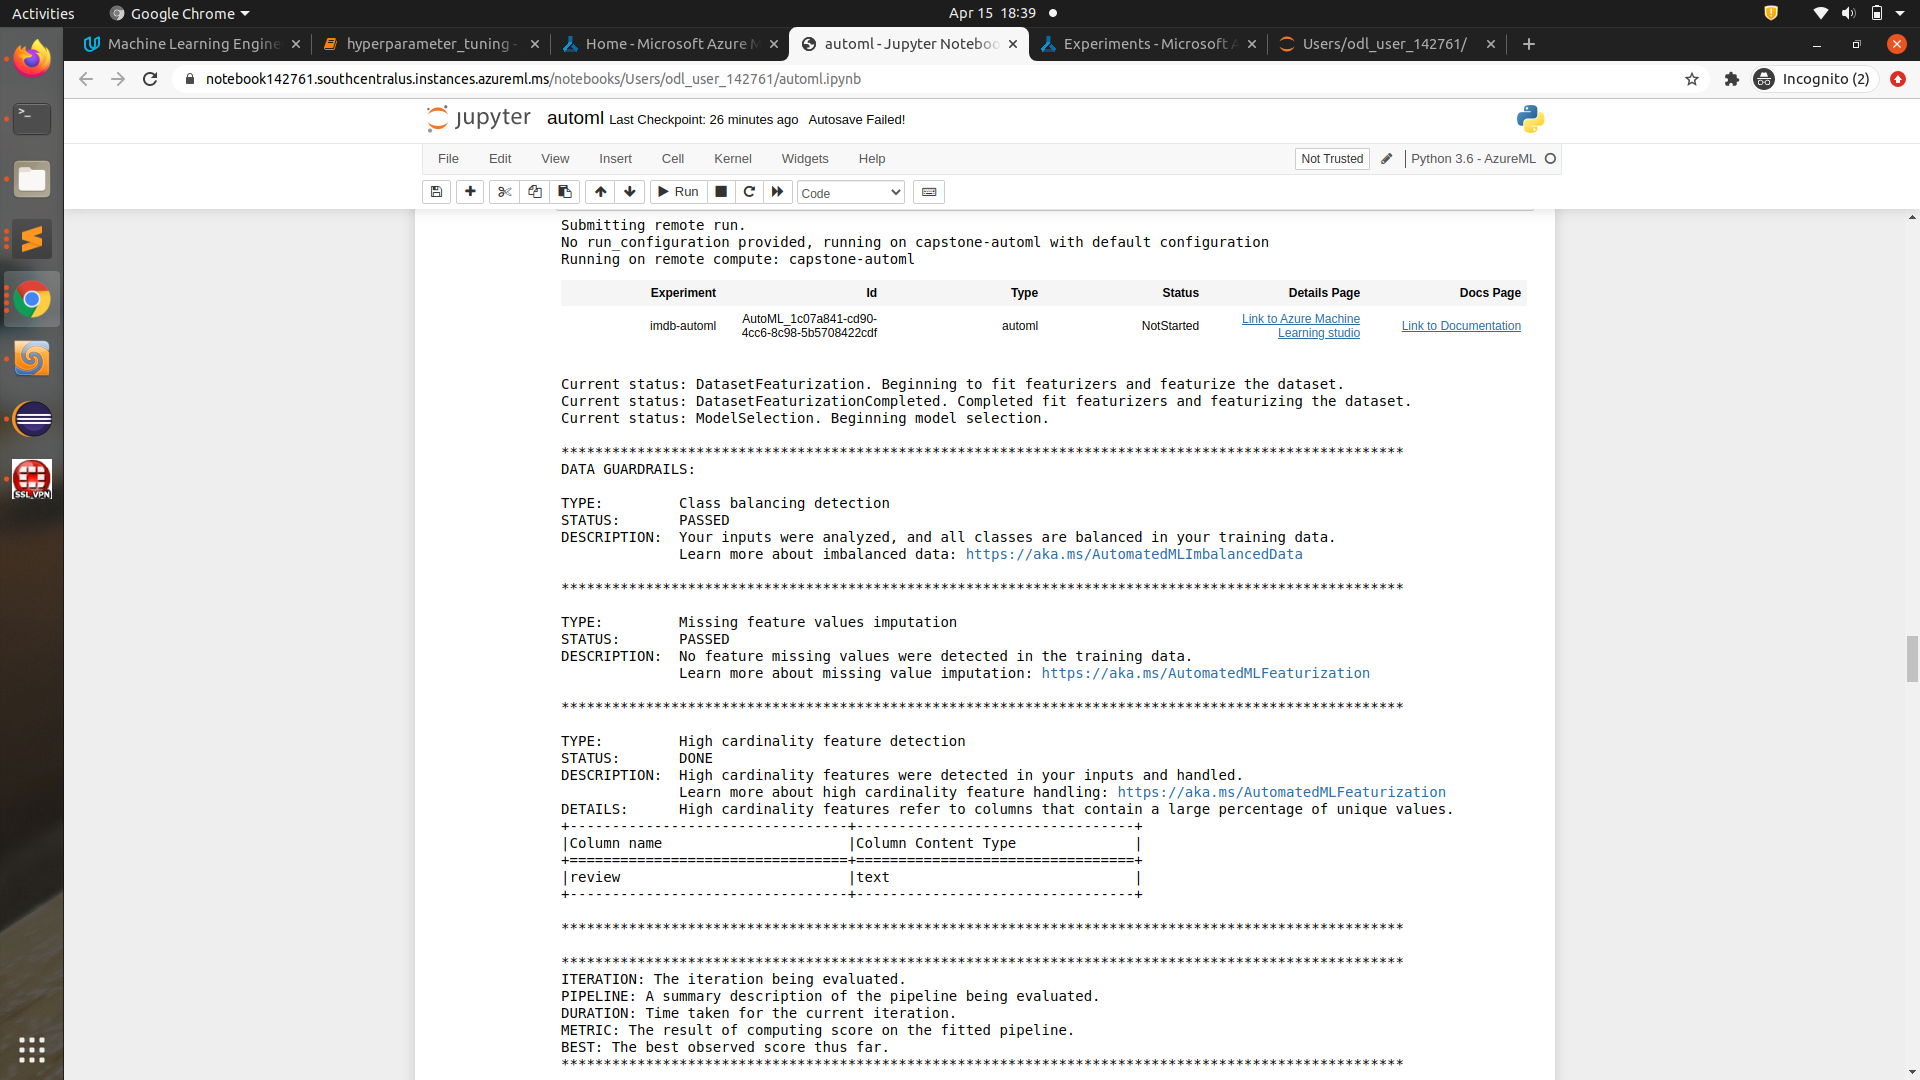 Activities
Google Chrome
Apr 15 18:39
Machine Learning Engine
hyperparameter_tuning -
Home - Microsoft Azure M
automl - Jupyter Noteboo
Experiments - Microsoft A
Users/odl_user_142761/
notebook142761.southcentralus.instances.azureml.ms/notebooks/Users/odl_user_142761/automl.ipynb
Incognito (2)
jupyter automl Last Checkpoint: 26 minutes ago Autosave Failed!
File Edit View Insert Cell Kernel Widgets Help Not Trusted Python 3.6 - AzureML
Run Code
Submitting remote run.
No run_configuration provided, running on capstone-automl with default configuration
Running on remote compute: capstone-automl
Experiment Id Type Status Details Page Docs Page
imdb-automl AutoML_1c07a841-cd90-4cc6-8c98-5b5708422cdf automl NotStarted Link to Azure Machine Learning studio Link to Documentation
Current status: DatasetFeaturization. Beginning to fit featurizers and featurize the dataset.
Current status: DatasetFeaturizationCompleted. Completed fit featurizers and featurizing the dataset.
Current status: ModelSelection. Beginning model selection.
****************************************************************************************************
DATA GUARDRAILS:
TYPE: Class balancing detection
STATUS: PASSED
DESCRIPTION: Your inputs were analyzed, and all classes are balanced in your training data.
Learn more about imbalanced data: https://aka.ms/AutomatedMLImbalancedData
****************************************************************************************************
TYPE: Missing feature values imputation
STATUS: PASSED
DESCRIPTION: No feature missing values were detected in the training data.
Learn more about missing value imputation: https://aka.ms/AutomatedMLFeaturization
****************************************************************************************************
TYPE: High cardinality feature detection
STATUS: DONE
DESCRIPTION: High cardinality features were detected in your inputs and handled.
Learn more about high cardinality feature handling: https://aka.ms/AutomatedMLFeaturization
DETAILS: High cardinality features refer to columns that contain a large percentage of unique values.
+---------------------------------+---------------------------------+
|Column name |Column Content Type |
+=================================+=================================+
|review |text |
+---------------------------------+---------------------------------+
****************************************************************************************************
****************************************************************************************************
ITERATION: The iteration being evaluated.
PIPELINE: A summary description of the pipeline being evaluated.
DURATION: Time taken for the current iteration.
METRIC: The result of computing score on the fitted pipeline.
BEST: The best observed score thus far.
****************************************************************************************************
SSL VPN